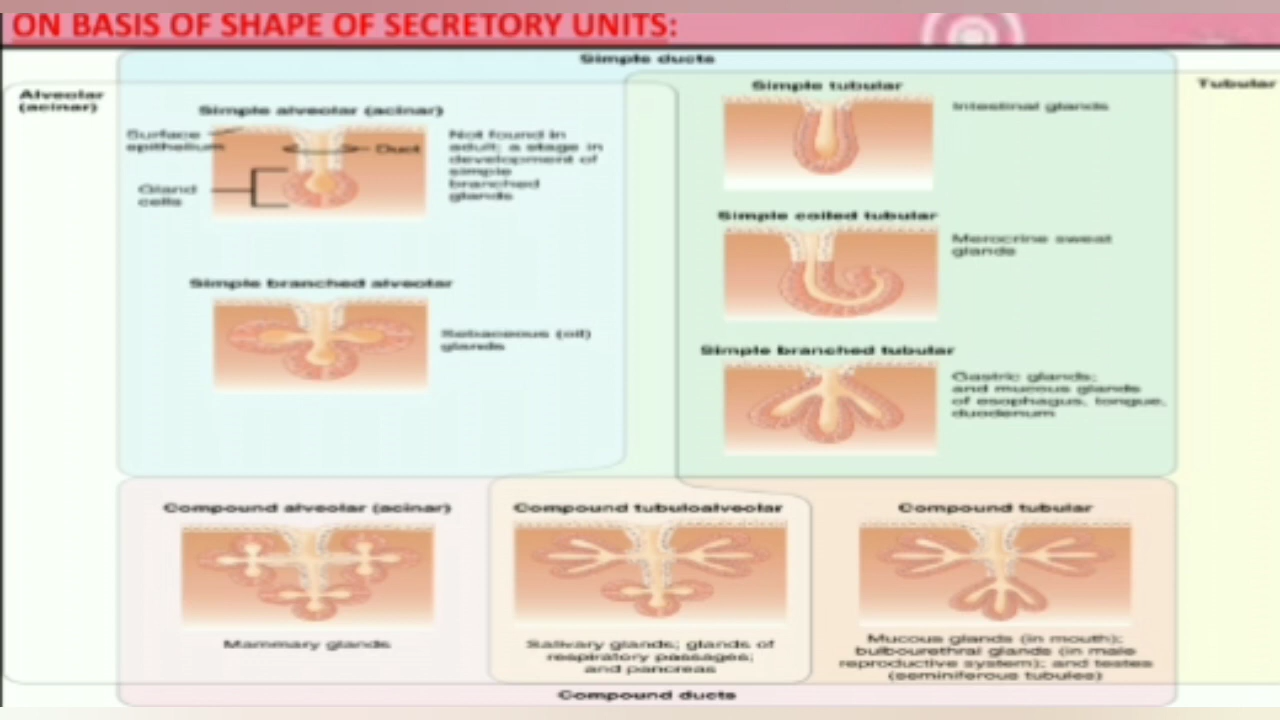 ON BASIS OF SHAPE OF SECRETORY UNITS:
Simple ducts
Alveolar
(acinar)
Tubular
Simple alveolar (acinar)
Surface
epithelium
Duct
Gland
cells
Not found in
adult; a stage in
development of
simple
branched
glands
Simple branched alveolar
Sebaceous (oil)
glands
Simple tubular
Intestinal glands
Simple coiled tubular
Merocrine sweat
glands
Simple branched tubular
Gastric glands;
and mucous glands
of esophagus, tongue,
duodenum
Compound alveolar (acinar)
Mammary glands
Compound tubuloalveolar
Salivary glands; glands of
respiratory passages;
and pancreas
Compound tubular
Mucous glands (in mouth);
bulbourethral glands (in male
reproductive system); and testes
(seminiferous tubules)
Compound ducts